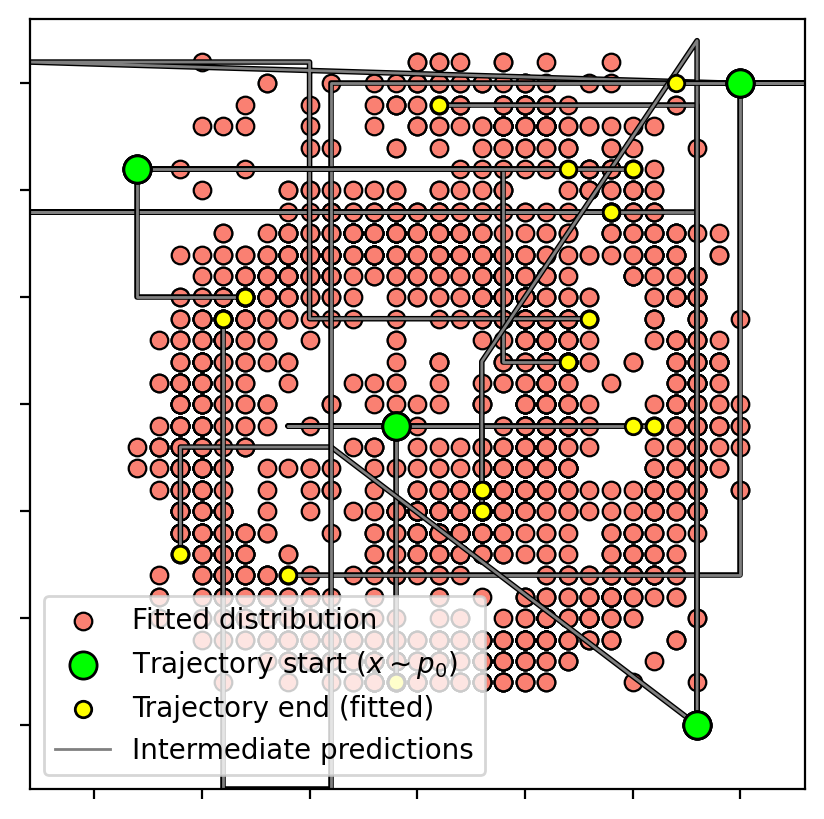 Fitted distribution
Trajectory start (x ~ p₀)
Trajectory end (fitted)
Intermediate predictions